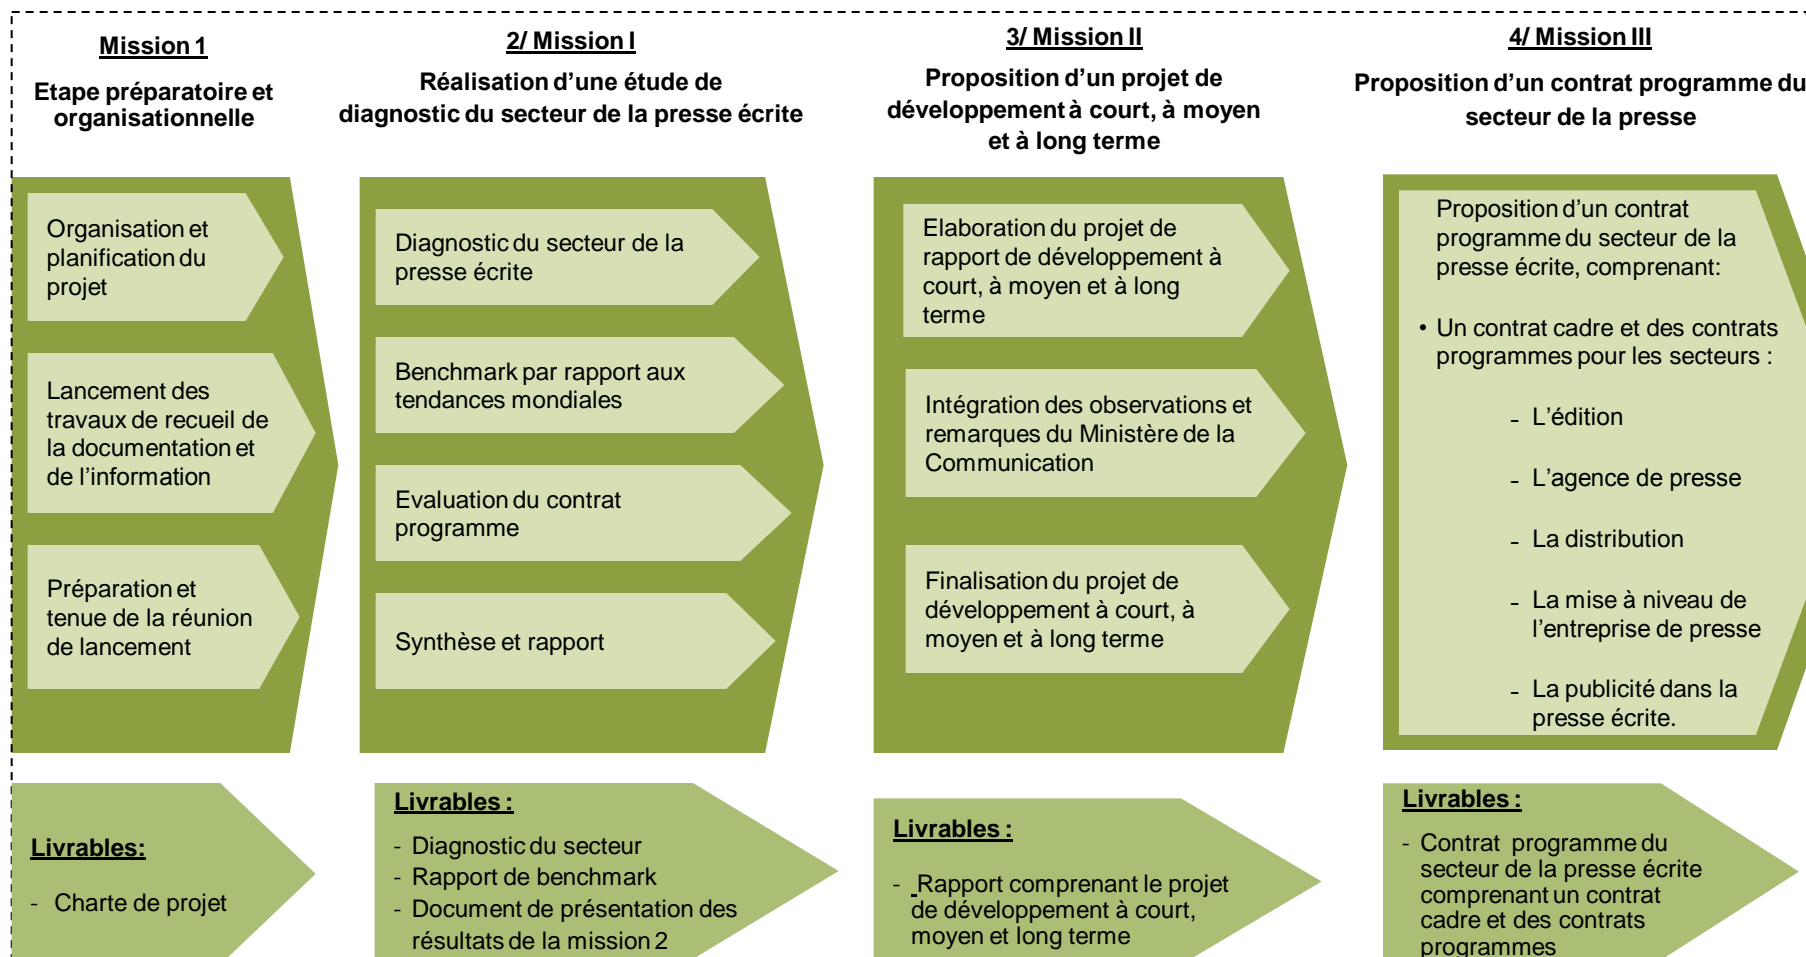 Mission 1
Etape préparatoire et
organisationnelle
Organisation et
planification du
projet
Lancement des
travaux de recueil de
la documentation et
de l'information
Préparation et
tenue de la réunion
de lancement
Livrables:
- Charte de projet
2/ Mission I
Réalisation d'une étude de
diagnostic du secteur de la presse écrite
Diagnostic du secteur de la
presse écrite
Benchmark par rapport aux
tendances mondiales
Evaluation du contrat
programme
Synthèse et rapport
Livrables :
- Diagnostic du secteur
- Rapport de benchmark
- Document de présentation des
résultats de la mission 2
3/ Mission II
Proposition d'un projet de
développement à court, à moyen
et à long terme
Elaboration du projet de
rapport de développement à
court, à moyen et à long
terme
Intégration des observations et
remarques du Ministère de la
Communication
Finalisation du projet de
développement à court, à
moyen et à long terme
Livrables :
- Rapport comprenant le projet
de développement à court,
moyen et long terme
4/ Mission III
Proposition d'un contrat programme du
secteur de la presse
Proposition d'un contrat
programme du secteur de la
presse écrite, comprenant:
• Un contrat cadre et des contrats
programmes pour les secteurs :
- L'édition
- L'agence de presse
- La distribution
- La mise à niveau de
l'entreprise de presse
- La publicité dans la
presse écrite.
Livrables :
- Contrat programme du
secteur de la presse écrite
comprenant un contrat
cadre et des contrats
programmes